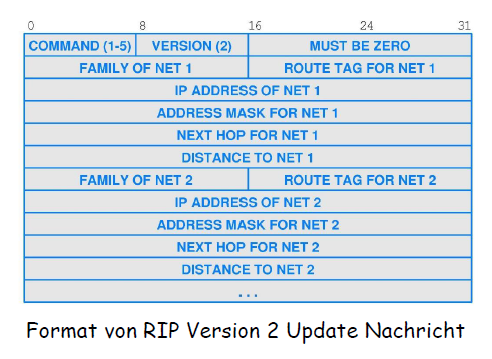 0 8 16 24 31
COMMAND (1-5) VERSION (2) MUST BE ZERO
FAMILY OF NET 1 ROUTE TAG FOR NET 1
IP ADDRESS OF NET 1
ADDRESS MASK FOR NET 1
NEXT HOP FOR NET 1
DISTANCE TO NET 1
FAMILY OF NET 2 ROUTE TAG FOR NET 2
IP ADDRESS OF NET 2
ADDRESS MASK FOR NET 2
NEXT HOP FOR NET 2
DISTANCE TO NET 2
...
Format von RIP Version 2 Update Nachricht